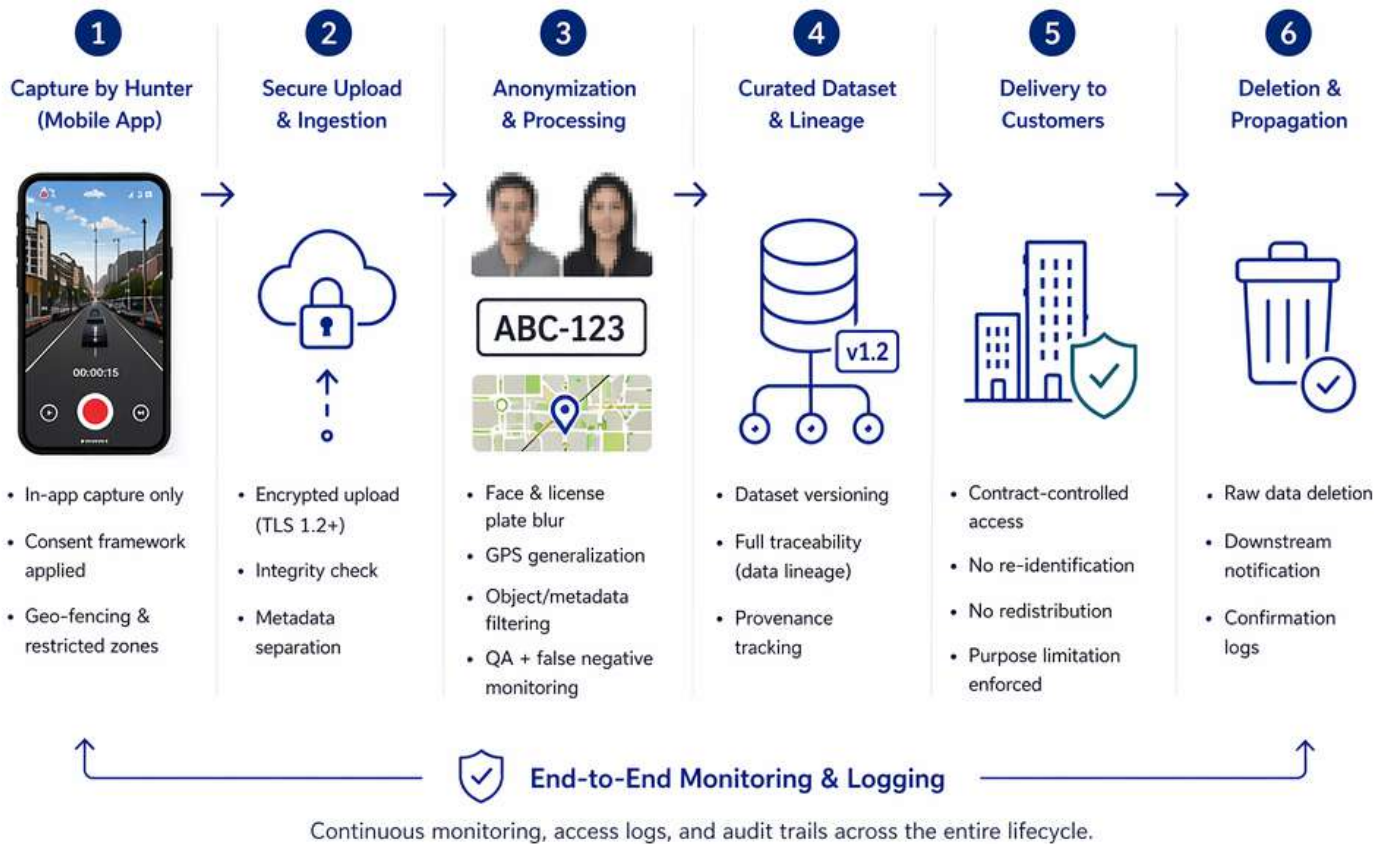 1
Capture by Hunter
(Mobile App)
00:00:15
• In-app capture only
• Consent framework
applied
• Geo-fencing &
restricted zones
2
Secure Upload
& Ingestion
• Encrypted upload
(TLS 1.2+)
• Integrity check
• Metadata
separation
3
Anonymization
& Processing
ABC-123
• Face & license
plate blur
• GPS generalization
• Object/metadata
filtering
• QA + false negative
monitoring
4
Curated Dataset
& Lineage
v1.2
• Dataset versioning
• Full traceability
(data lineage)
• Provenance
tracking
5
Delivery to
Customers
• Contract-controlled
access
• No re-identification
• No redistribution
• Purpose limitation
enforced
6
Deletion &
Propagation
• Raw data deletion
• Downstream
notification
• Confirmation
logs
End-to-End Monitoring & Logging
Continuous monitoring, access logs, and audit trails across the entire lifecycle.